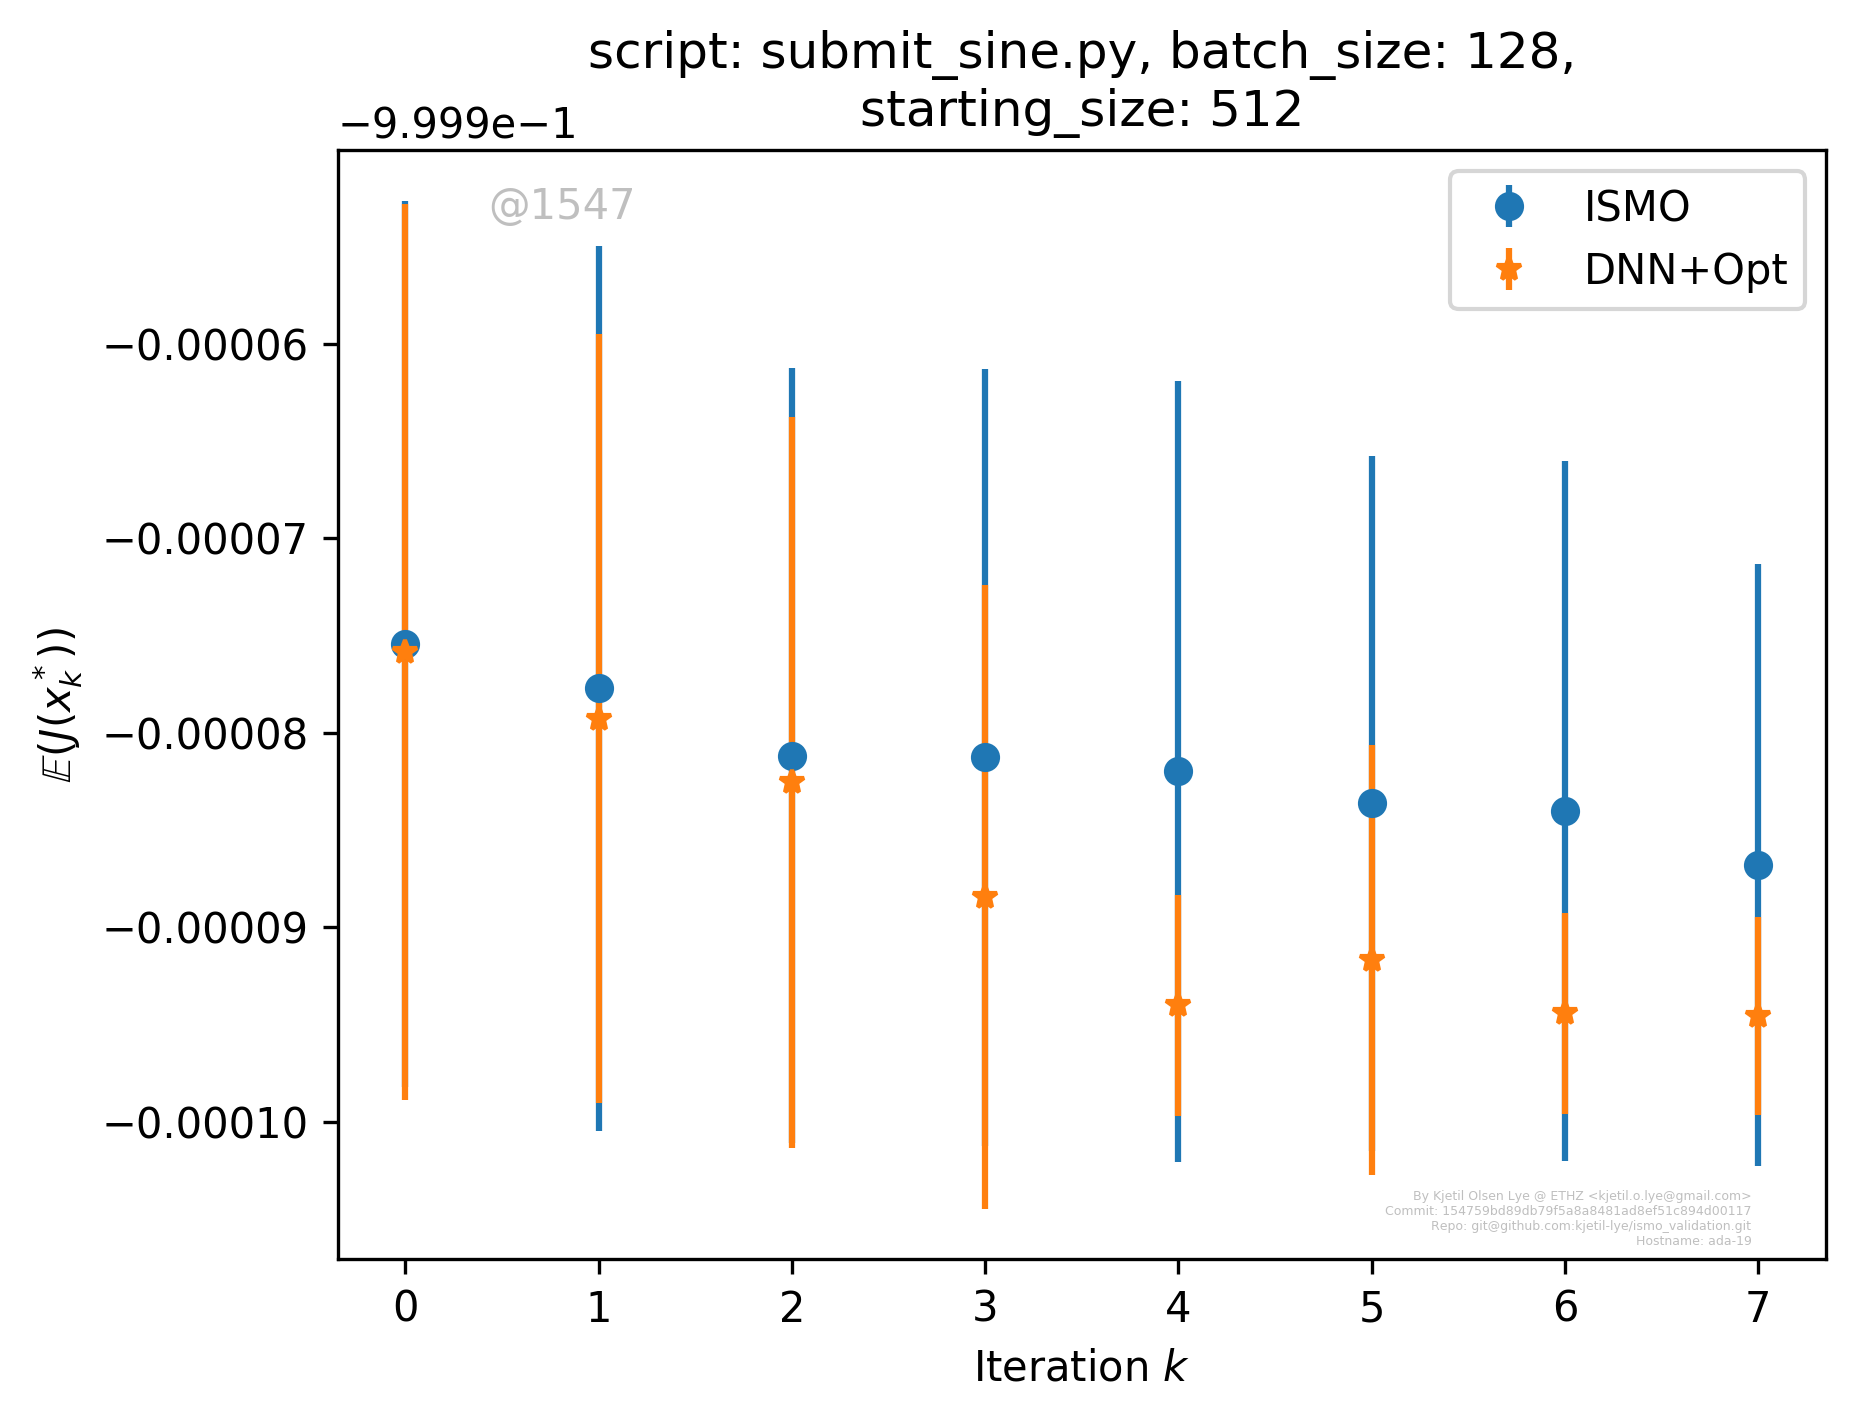 script: submit_sine.py, batch_size: 128,
starting_size: 512
−9.999e−1
@1547
ISMO
DNN+Opt
−0.00006
−0.00007
−0.00008
−0.00009
−0.00010
𝔼(J(x*k))
By Kjetil Olsen Lye @ ETHZ <kjetil.o.lye@gmail.com>
Commit: 154759bd89db79f5a8a8481ad8ef51c894d00117
Repo: git@github.com:kjetil-lye/ismo_validation.git
Hostname: ada-19
0 1 2 3 4 5 6 7
Iteration k